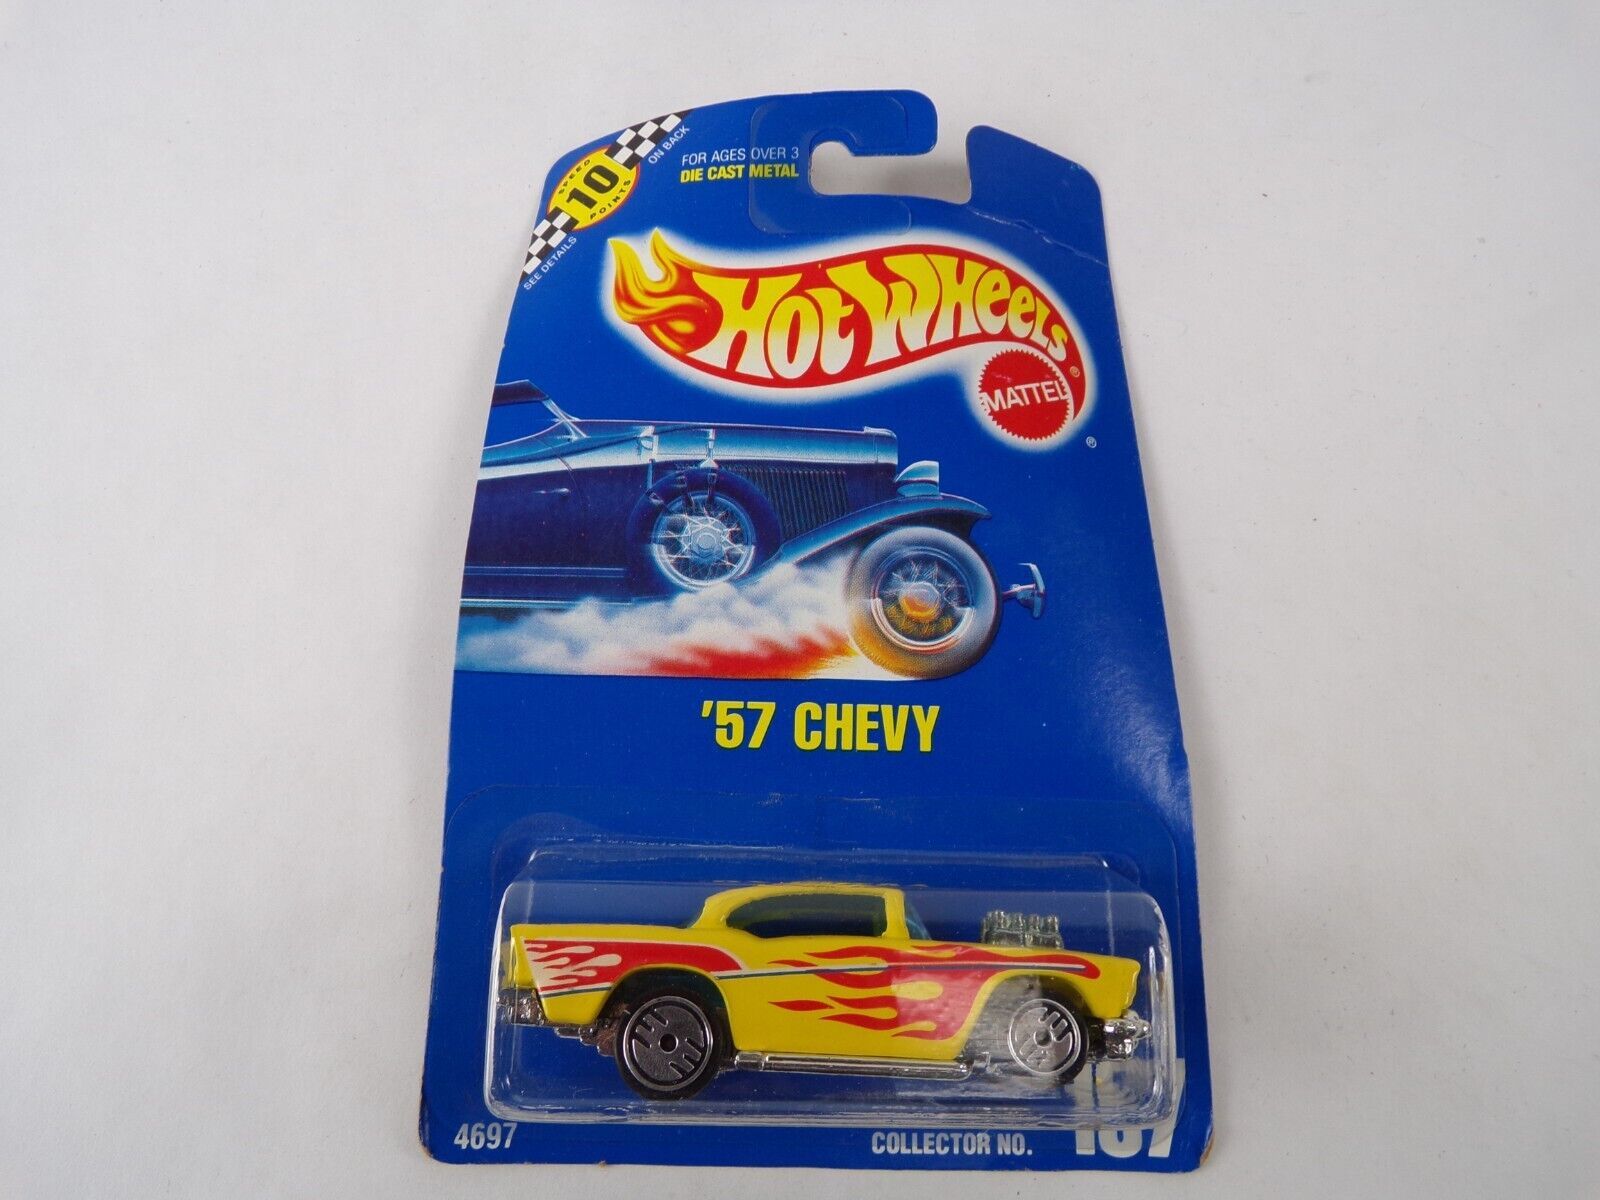 SPEED
10
POINTS
ON BACK
SEE DETAILS
FOR AGES OVER 3
DIE CAST METAL
HOT WHEELS®
MATTEL
®
'57 CHEVY
4697
COLLECTOR NO.